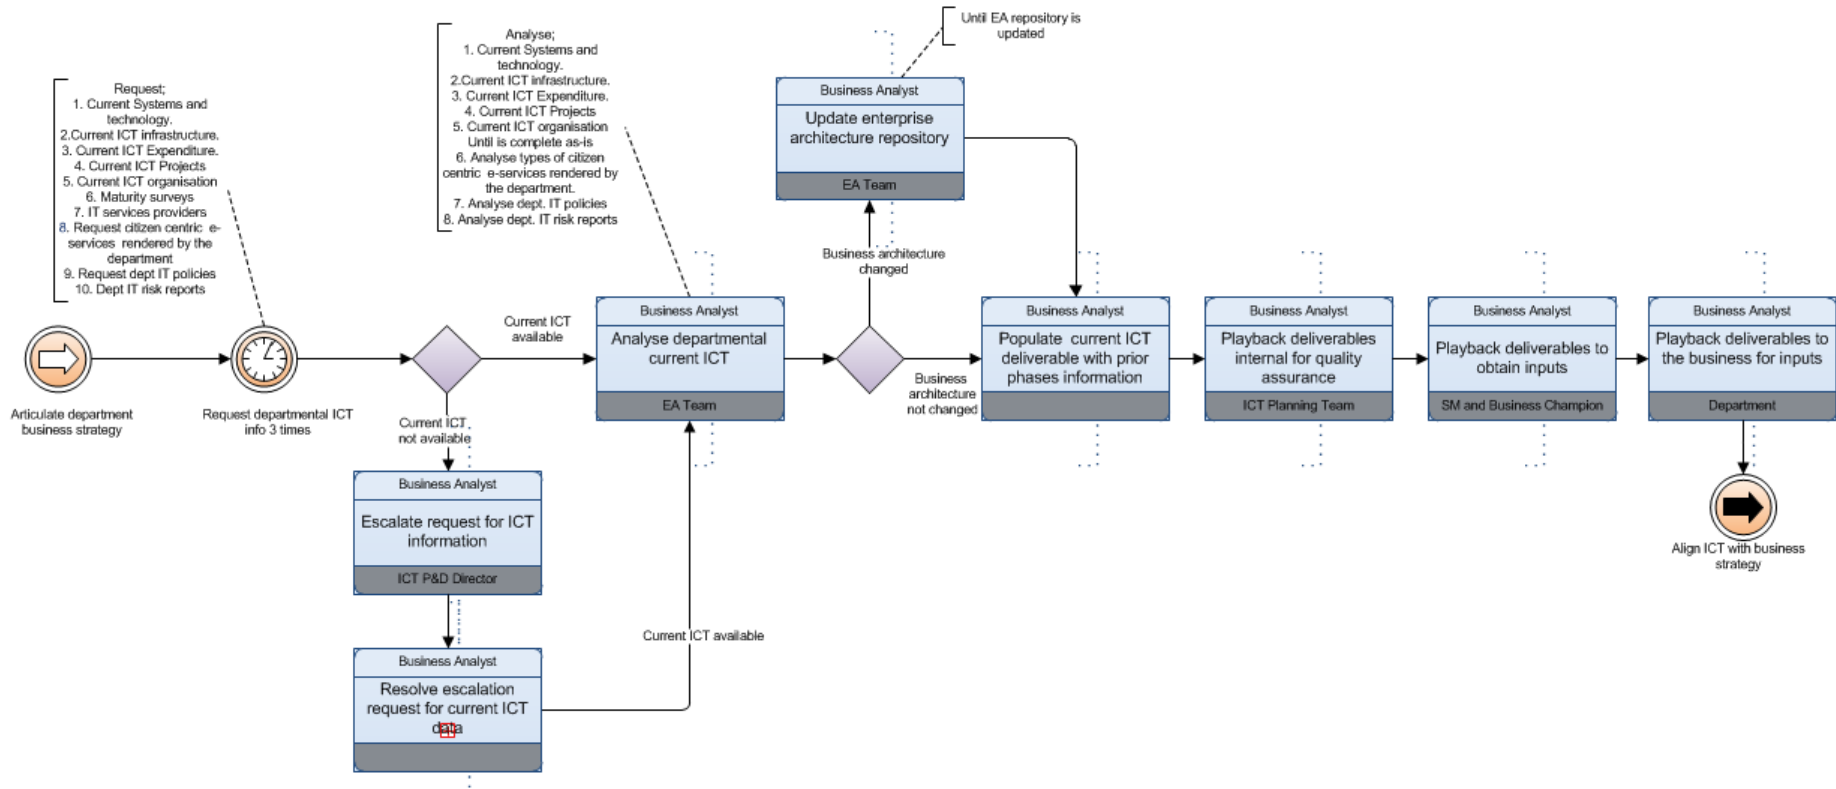 Request;
1. Current Systems and
technology.
2.Current ICT infrastructure.
3. Current ICT Expenditure.
4. Current ICT Projects
5. Current ICT organisation
6. Maturity surveys
7. IT services providers
8. Request citizen centric e-
services rendered by the
department
9. Request dept IT policies
10. Dept IT risk reports
Analyse;
1. Current Systems and
technology.
2.Current ICT infrastructure.
3. Current ICT Expenditure.
4. Current ICT Projects
5. Current ICT organisation
Until is complete as-is
6. Analyse types of citizen
centric e-services rendered by
the department.
7. Analyse dept. IT policies
8. Analyse dept. IT risk reports
Until EA repository is
updated
Business Analyst
Update enterprise
architecture repository
EA Team
Business architecture
changed
Articulate department
business strategy
Request departmental ICT
info 3 times
Current ICT
available
Current ICT
not available
Business Analyst
Analyse departmental
current ICT
EA Team
Business
architecture
not changed
Business Analyst
Populate current ICT
deliverable with prior
phases information
Business Analyst
Playback deliverables
internal for quality
assurance
ICT Planning Team
Business Analyst
Playback deliverables to
obtain inputs
SM and Business Champion
Business Analyst
Playback deliverables to
the business for inputs
Department
Align ICT with business
strategy
Business Analyst
Escalate request for ICT
information
ICT P&D Director
Current ICT available
Business Analyst
Resolve escalation
request for current ICT
data